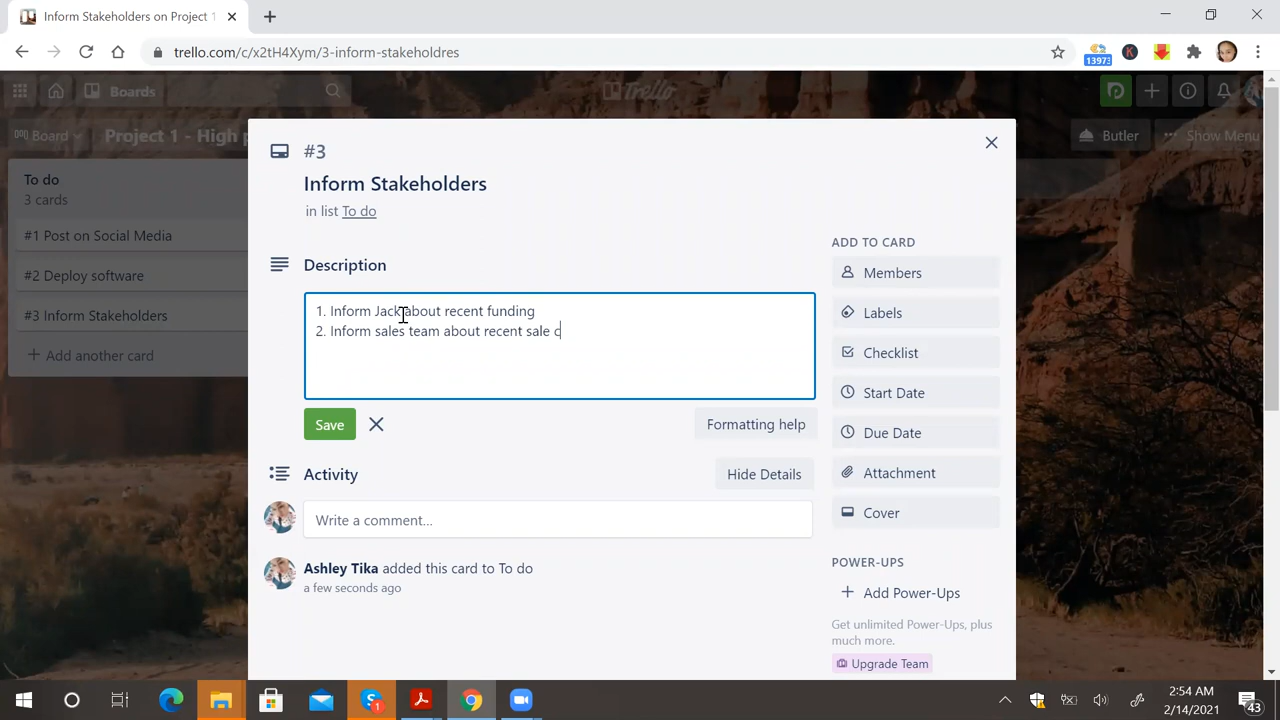 Inform Stakeholders on Project 1
trello.com/c/x2tH4Xym/3-inform-stakeholdres
13973
K
Boards
Trello
Board
Project 1 - High p
Butler
Show Menu
To do
3 cards
#1 Post on Social Media
#2 Deploy software
#3 Inform Stakeholders
Add another card
#3
Inform Stakeholders
in list To do
Description
1. Inform Jack about recent funding
2. Inform sales team about recent sale c
Save
Formatting help
Activity
Hide Details
Write a comment...
Ashley Tika added this card to To do
a few seconds ago
ADD TO CARD
Members
Labels
Checklist
Start Date
Due Date
Attachment
Cover
POWER-UPS
Add Power-Ups
Get unlimited Power-Ups, plus
much more.
Upgrade Team
1
2:54 AM
2/14/2021
43